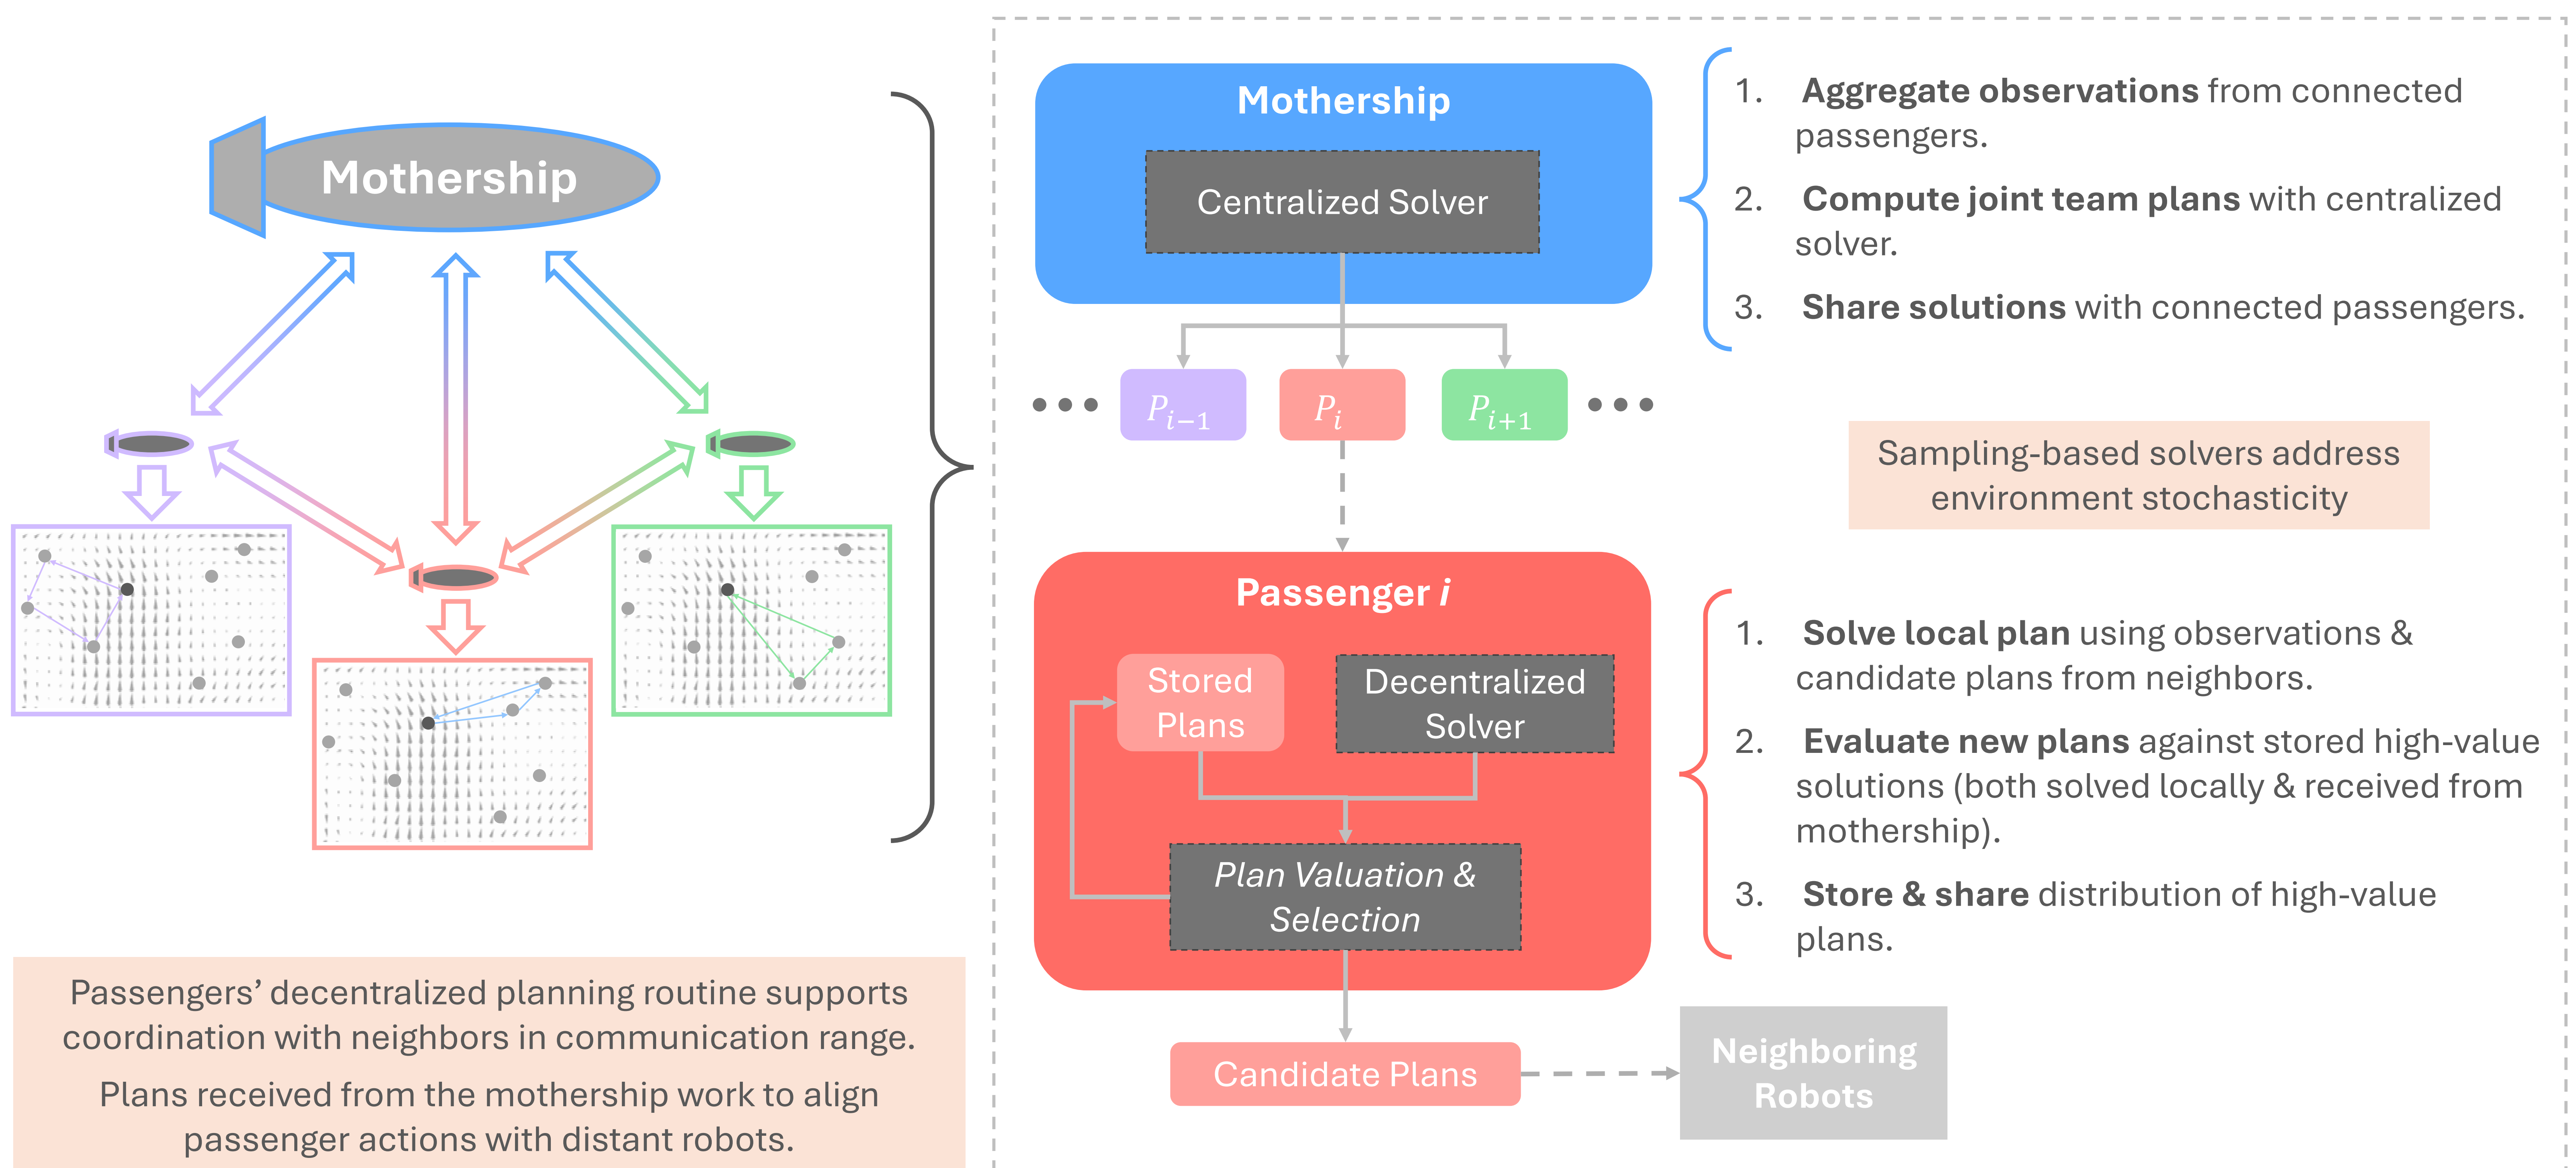 Mothership
Passengers’ decentralized planning routine supports
coordination with neighbors in communication range.
Plans received from the mothership work to align
passenger actions with distant robots.
Mothership
Centralized Solver
P_{i−1}
P_i
P_{i+1}
Passenger i
Stored
Plans
Decentralized
Solver
Plan Valuation &
Selection
Candidate Plans
Neighboring
Robots
1. Aggregate observations from connected
passengers.
2. Compute joint team plans with centralized
solver.
3. Share solutions with connected passengers.
Sampling-based solvers address
environment stochasticity
1. Solve local plan using observations &
candidate plans from neighbors.
2. Evaluate new plans against stored high-value
solutions (both solved locally & received from
mothership).
3. Store & share distribution of high-value
plans.